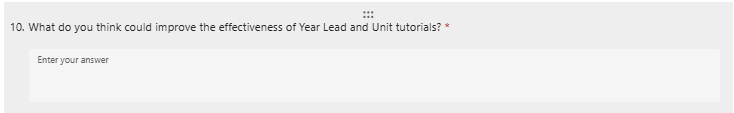 10. What do you think could improve the effectiveness of Year Lead and Unit tutorials? *
Enter your answer